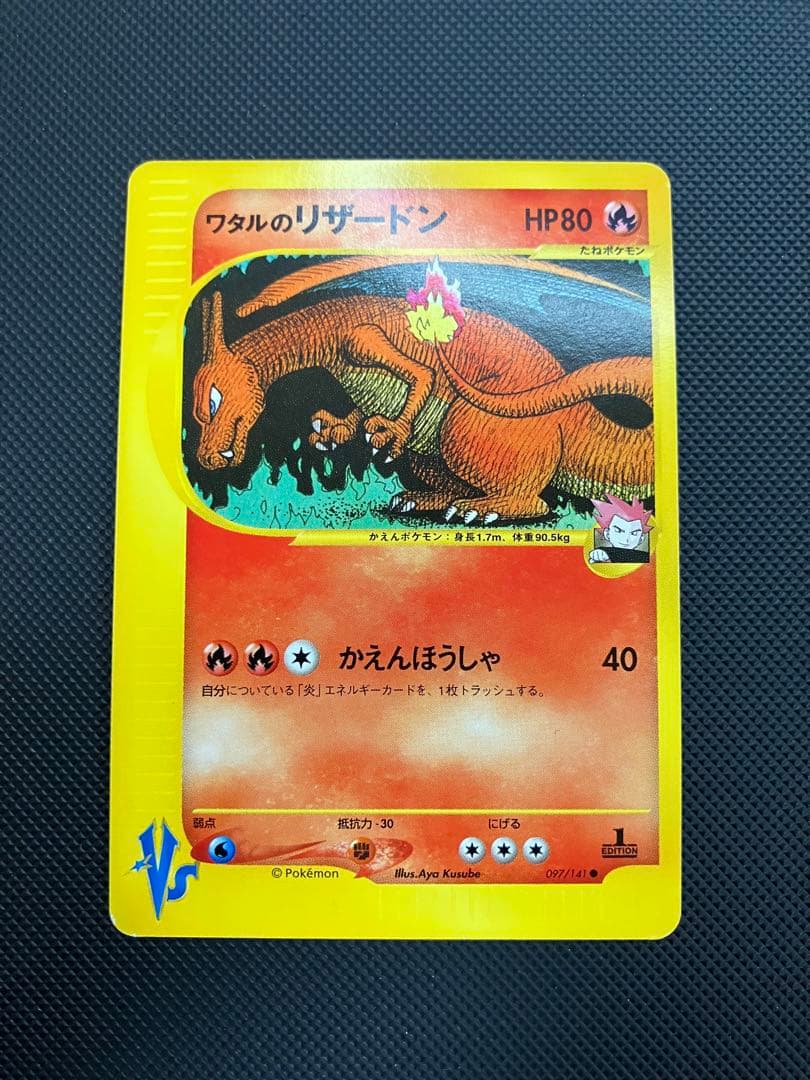 ワタルのリザードン HP80
たねポケモン
かえんポケモン：身長1.7m、体重90.5kg
かえんほうしゃ 40
自分についている「炎」エネルギーカードを、1枚トラッシュする。
弱点 抵抗力-30 にげる
1
EDITION
VS
©Pokémon Illus.Aya Kusube 097/141●